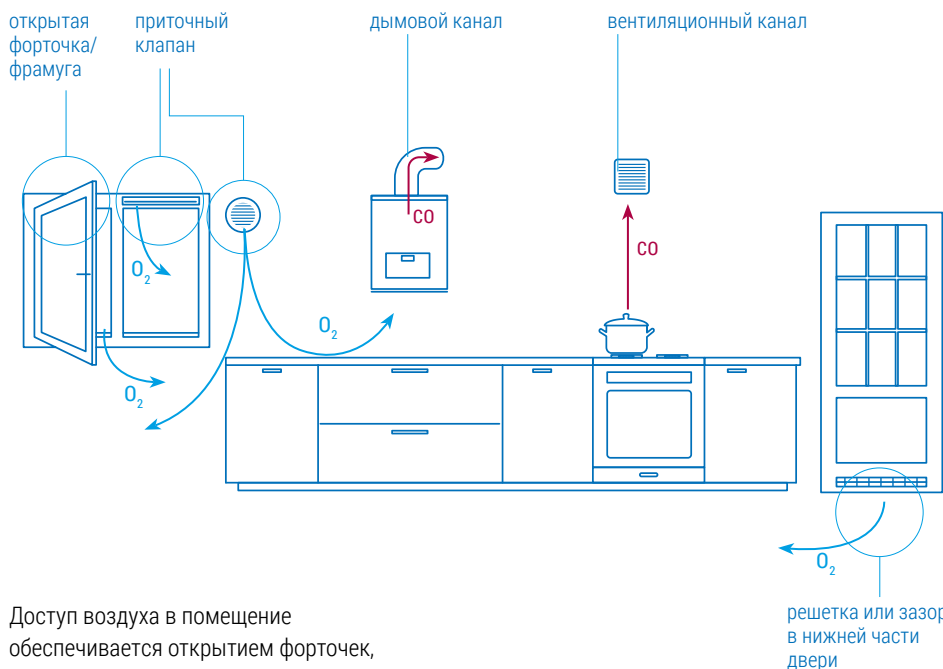 открытая
форточка/
фрамуга
приточный
клапан
дымовой канал
вентиляционный канал
CO
CO
O2
O2
O2
O2
решетка или зазор
в нижней части
двери
Доступ воздуха в помещение
обеспечивается открытием форточек,